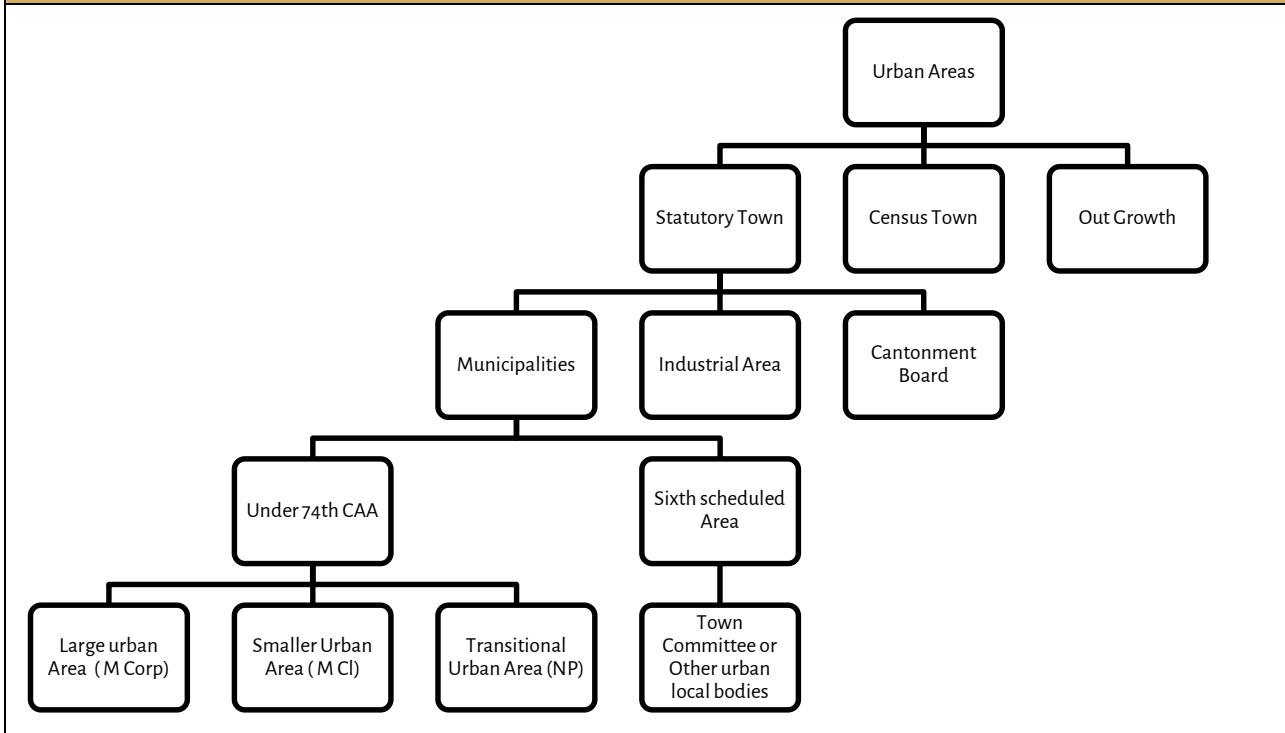 Urban Areas
Statutory Town
Census Town
Out Growth
Municipalities
Industrial Area
Cantonment
Board
Under 74th CAA
Sixth scheduled
Area
Large urban
Area ( M Corp)
Smaller Urban
Area ( M Cl)
Transitional
Urban Area (NP)
Town
Committee or
Other urban
local bodies